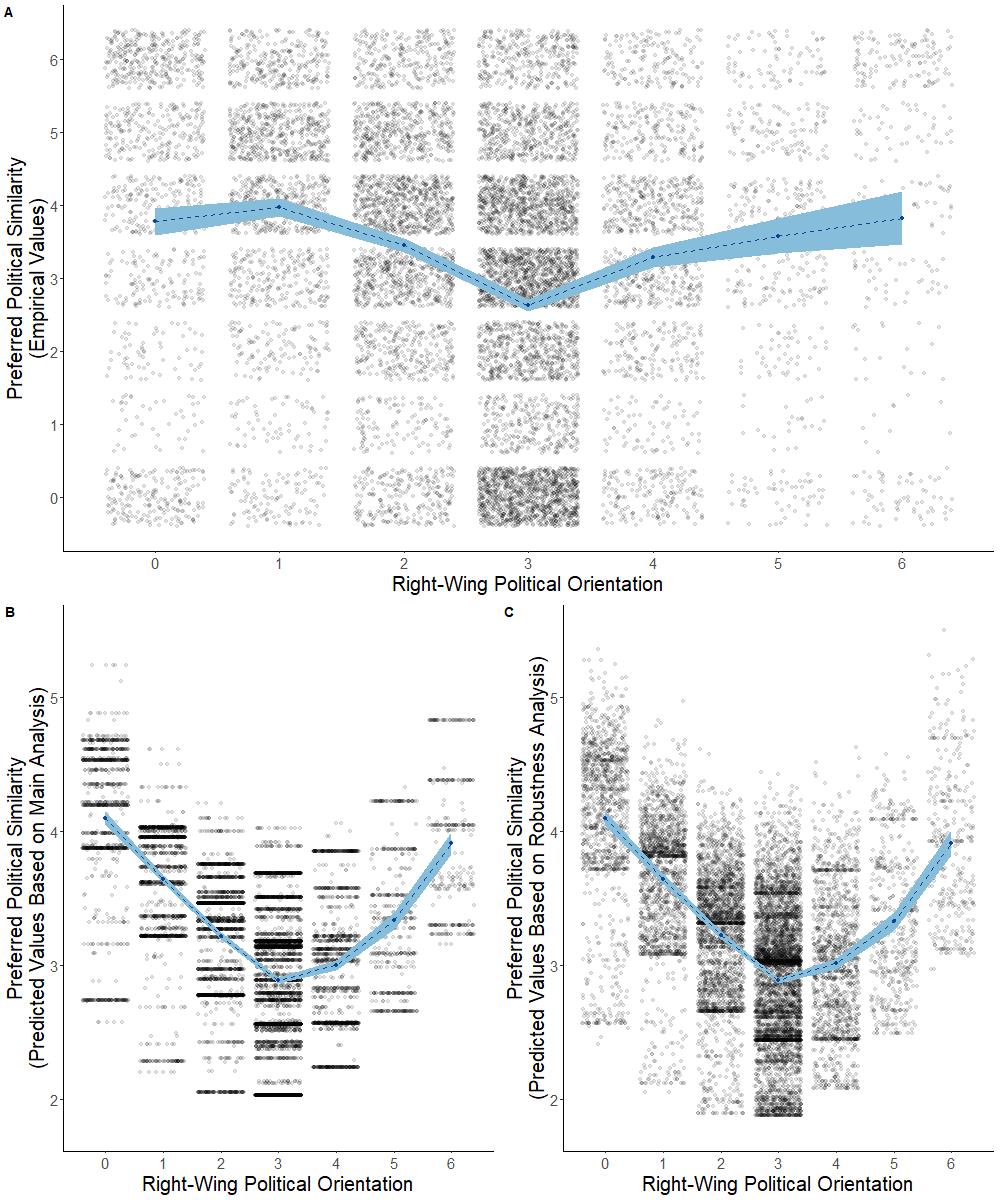 A
Preferred Political Similarity
(Empirical Values)
6
5
4
3
2
1
0
0 1 2 3 4 5 6
Right-Wing Political Orientation
B
Preferred Political Similarity
(Predicted Values Based on Main Analysis)
5
4
3
2
0 1 2 3 4 5 6
Right-Wing Political Orientation
C
Preferred Political Similarity
(Predicted Values Based on Robustness Analysis)
5
4
3
2
0 1 2 3 4 5 6
Right-Wing Political Orientation